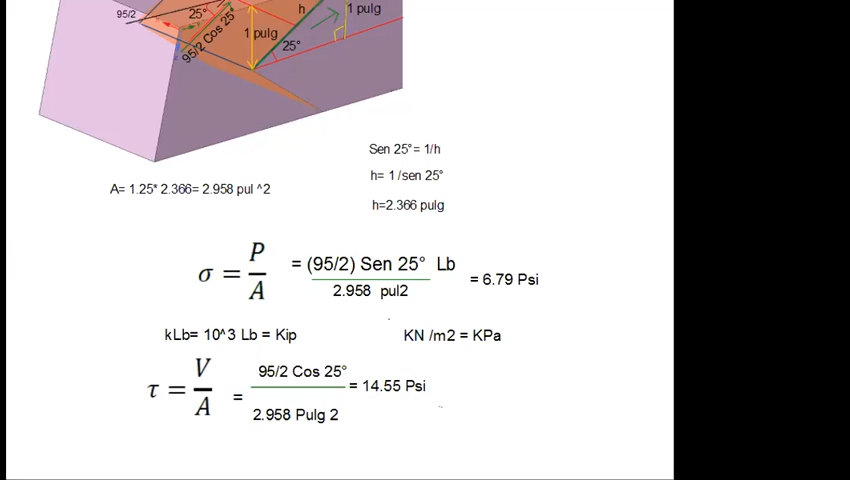 95/2
25°
95/2 Cos 25°
1 pulg
h
25°
1 pulg
Sen 25°= 1/h
h= 1/sen 25°
h=2.366 pulg
A= 1.25* 2.366= 2.958 pul ^2
σ = P/A = (95/2) Sen 25° Lb / 2.958 pul2 = 6.79 Psi
kLb= 10^3 Lb = Kip
KN /m2 = KPa
τ = V/A = 95/2 Cos 25° / 2.958 Pulg 2 = 14.55 Psi